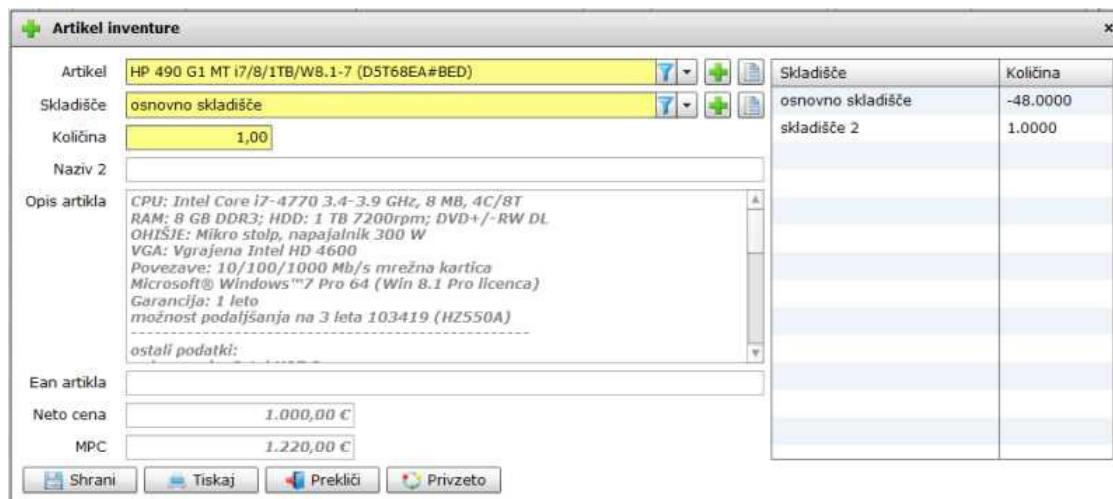 Artikel inventure
x
Artikel HP 490 G1 MT i7/8/1TB/W8.1-7 (D5T68EA#BED)
Skladišče osnovno skladišče
Količina 1,00
Naziv 2
Opis artikla CPU: Intel Core i7-4770 3.4-3.9 GHz, 8 MB, 4C/8T
RAM: 8 GB DDR3; HDD: 1 TB 7200rpm; DVD+/-RW DL
OHIŠJE: Mikro stolp, napajalnik 300 W
VGA: Vgrajena Intel HD 4600
Povezave: 10/100/1000 Mb/s mrežna kartica
Microsoft® Windows™7 Pro 64 (Win 8.1 Pro licenca)
Garancija: 1 leto
možnost podaljšanja na 3 leta 103419 (HZ550A)
--------------------------------------------------
ostali podatki:
Ean artikla
Neto cena 1.000,00 €
MPC 1.220,00 €
Shrani Tiskaj Prekliči Privzeto
Skladišče Količina
osnovno skladišče -48.0000
skladišče 2 1.0000